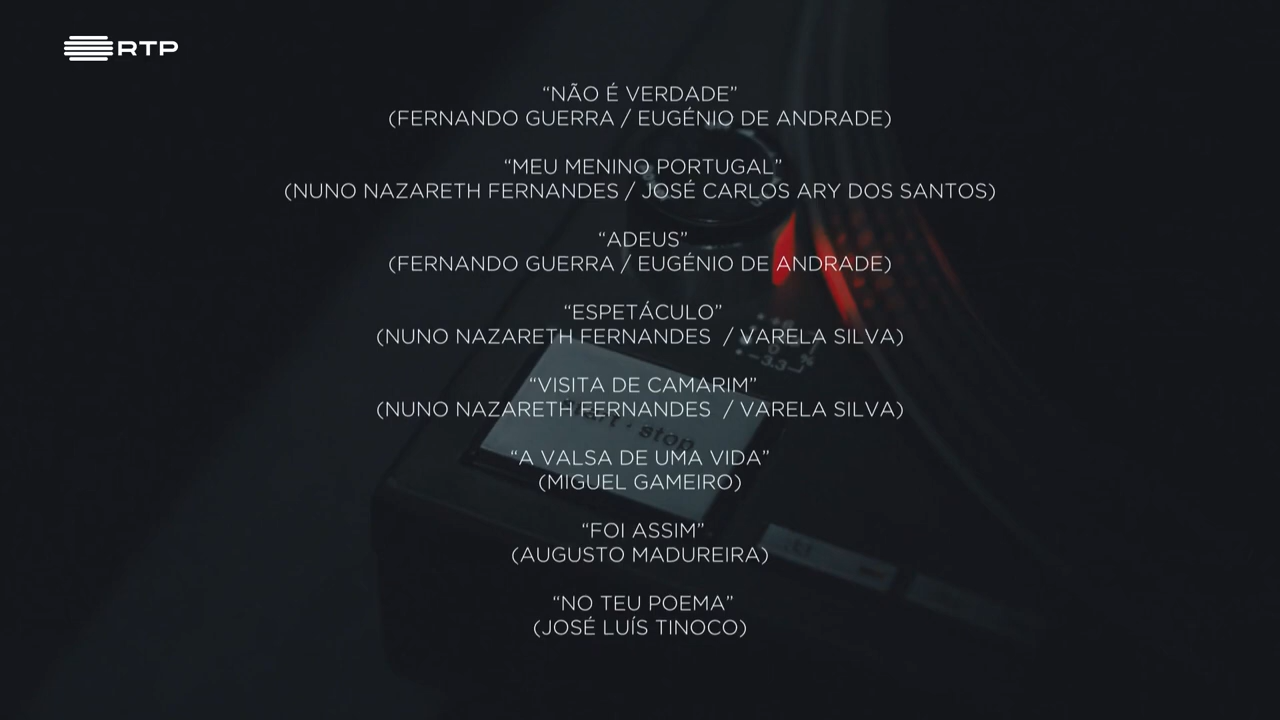 RTP
“NÃO É VERDADE”
(FERNANDO GUERRA / EUGÉNIO DE ANDRADE)
“MEU MENINO PORTUGAL”
(NUNO NAZARETH FERNANDES / JOSÉ CARLOS ARY DOS SANTOS)
“ADEUS”
(FERNANDO GUERRA / EUGÉNIO DE ANDRADE)
“ESPETÁCULO”
(NUNO NAZARETH FERNANDES  / VARELA SILVA)
“VISITA DE CAMARIM”
(NUNO NAZARETH FERNANDES  / VARELA SILVA)
start · stop
“A VALSA DE UMA VIDA”
(MIGUEL GAMEIRO)
“FOI ASSIM”
(AUGUSTO MADUREIRA)
“NO TEU POEMA”
(JOSÉ LUÍS TINOCO)